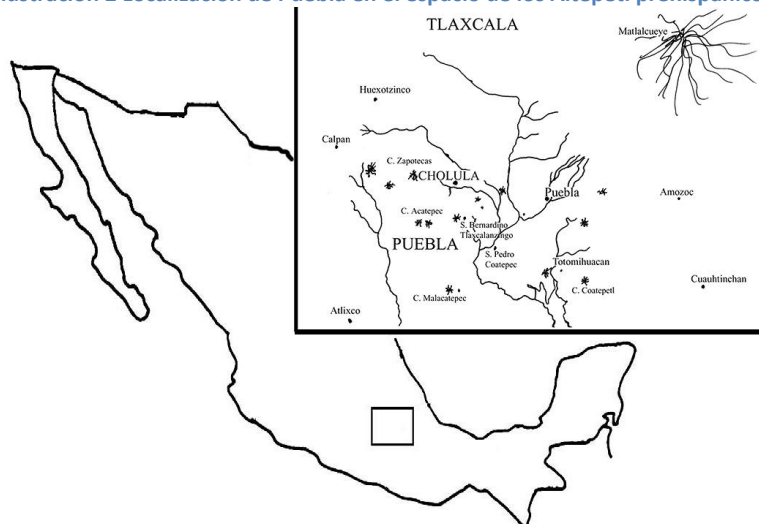 Ilustración 2 Localización de Puebla en el espacio de los Altepetl prehispánicos
TLAXCALA
Matlalcueye
Huexotzinco
Calpan
C. Zapotecas
CHOLULA
Puebla
Amozoc
C. Acatepec
S. Bernardino
Tlaxcalanzingo
PUEBLA
S. Pedro
Coatepec
Totomihuacan
C. Coatepetl
Cuauhtinchan
C. Malacatepec
Atlixco